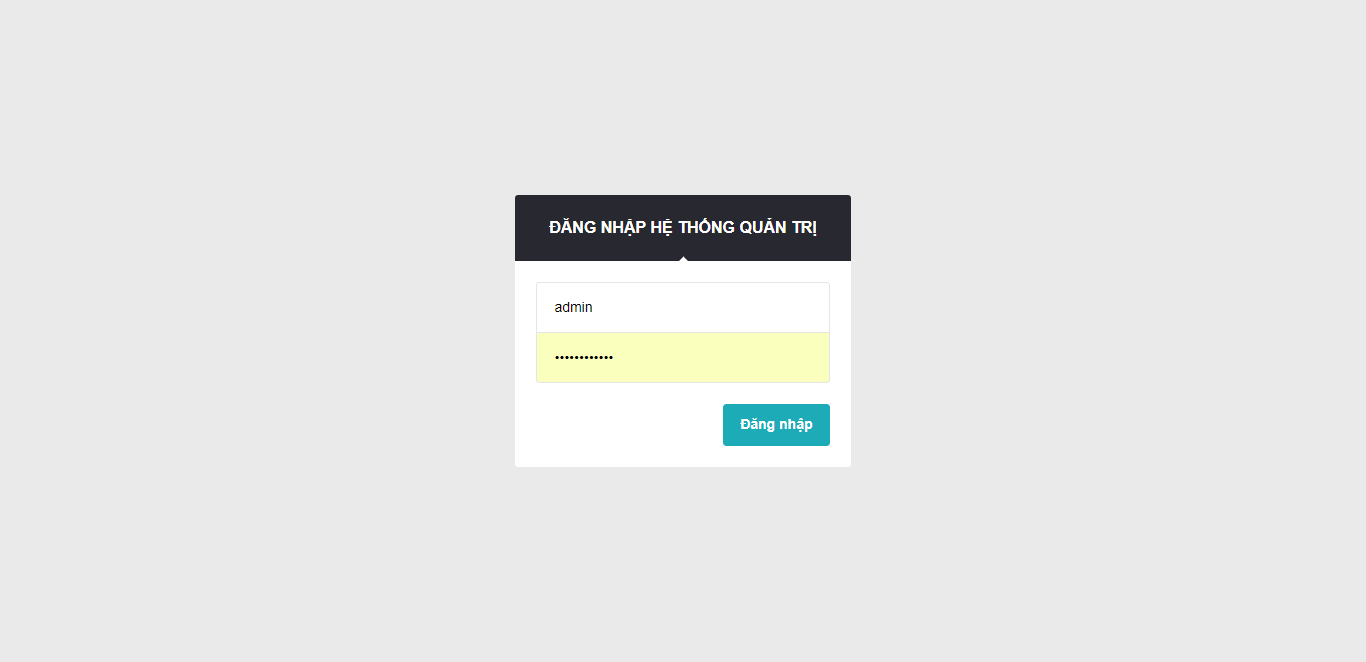 ĐĂNG NHẬP HỆ THỐNG QUẢN TRỊ
admin
••••••••••••
Đăng nhập